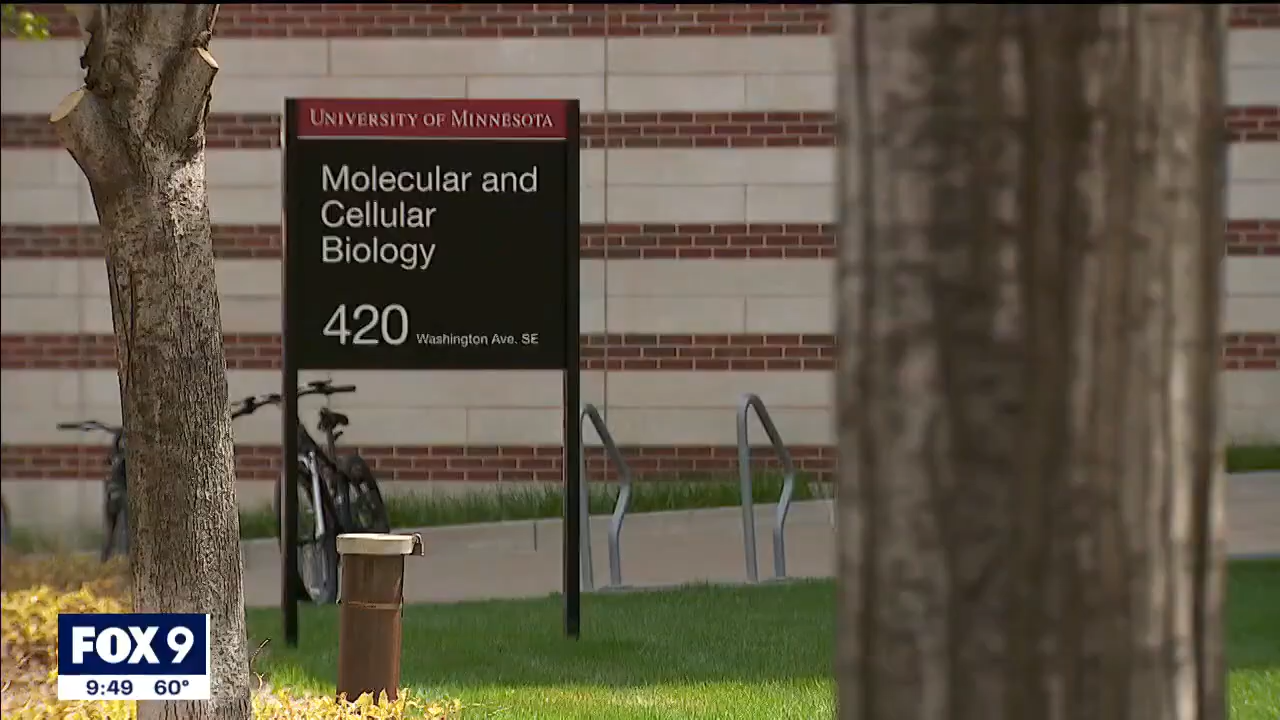 UNIVERSITY OF MINNESOTA
Molecular and
Cellular
Biology
420 Washington Ave. SE
FOX 9
9:49 60°